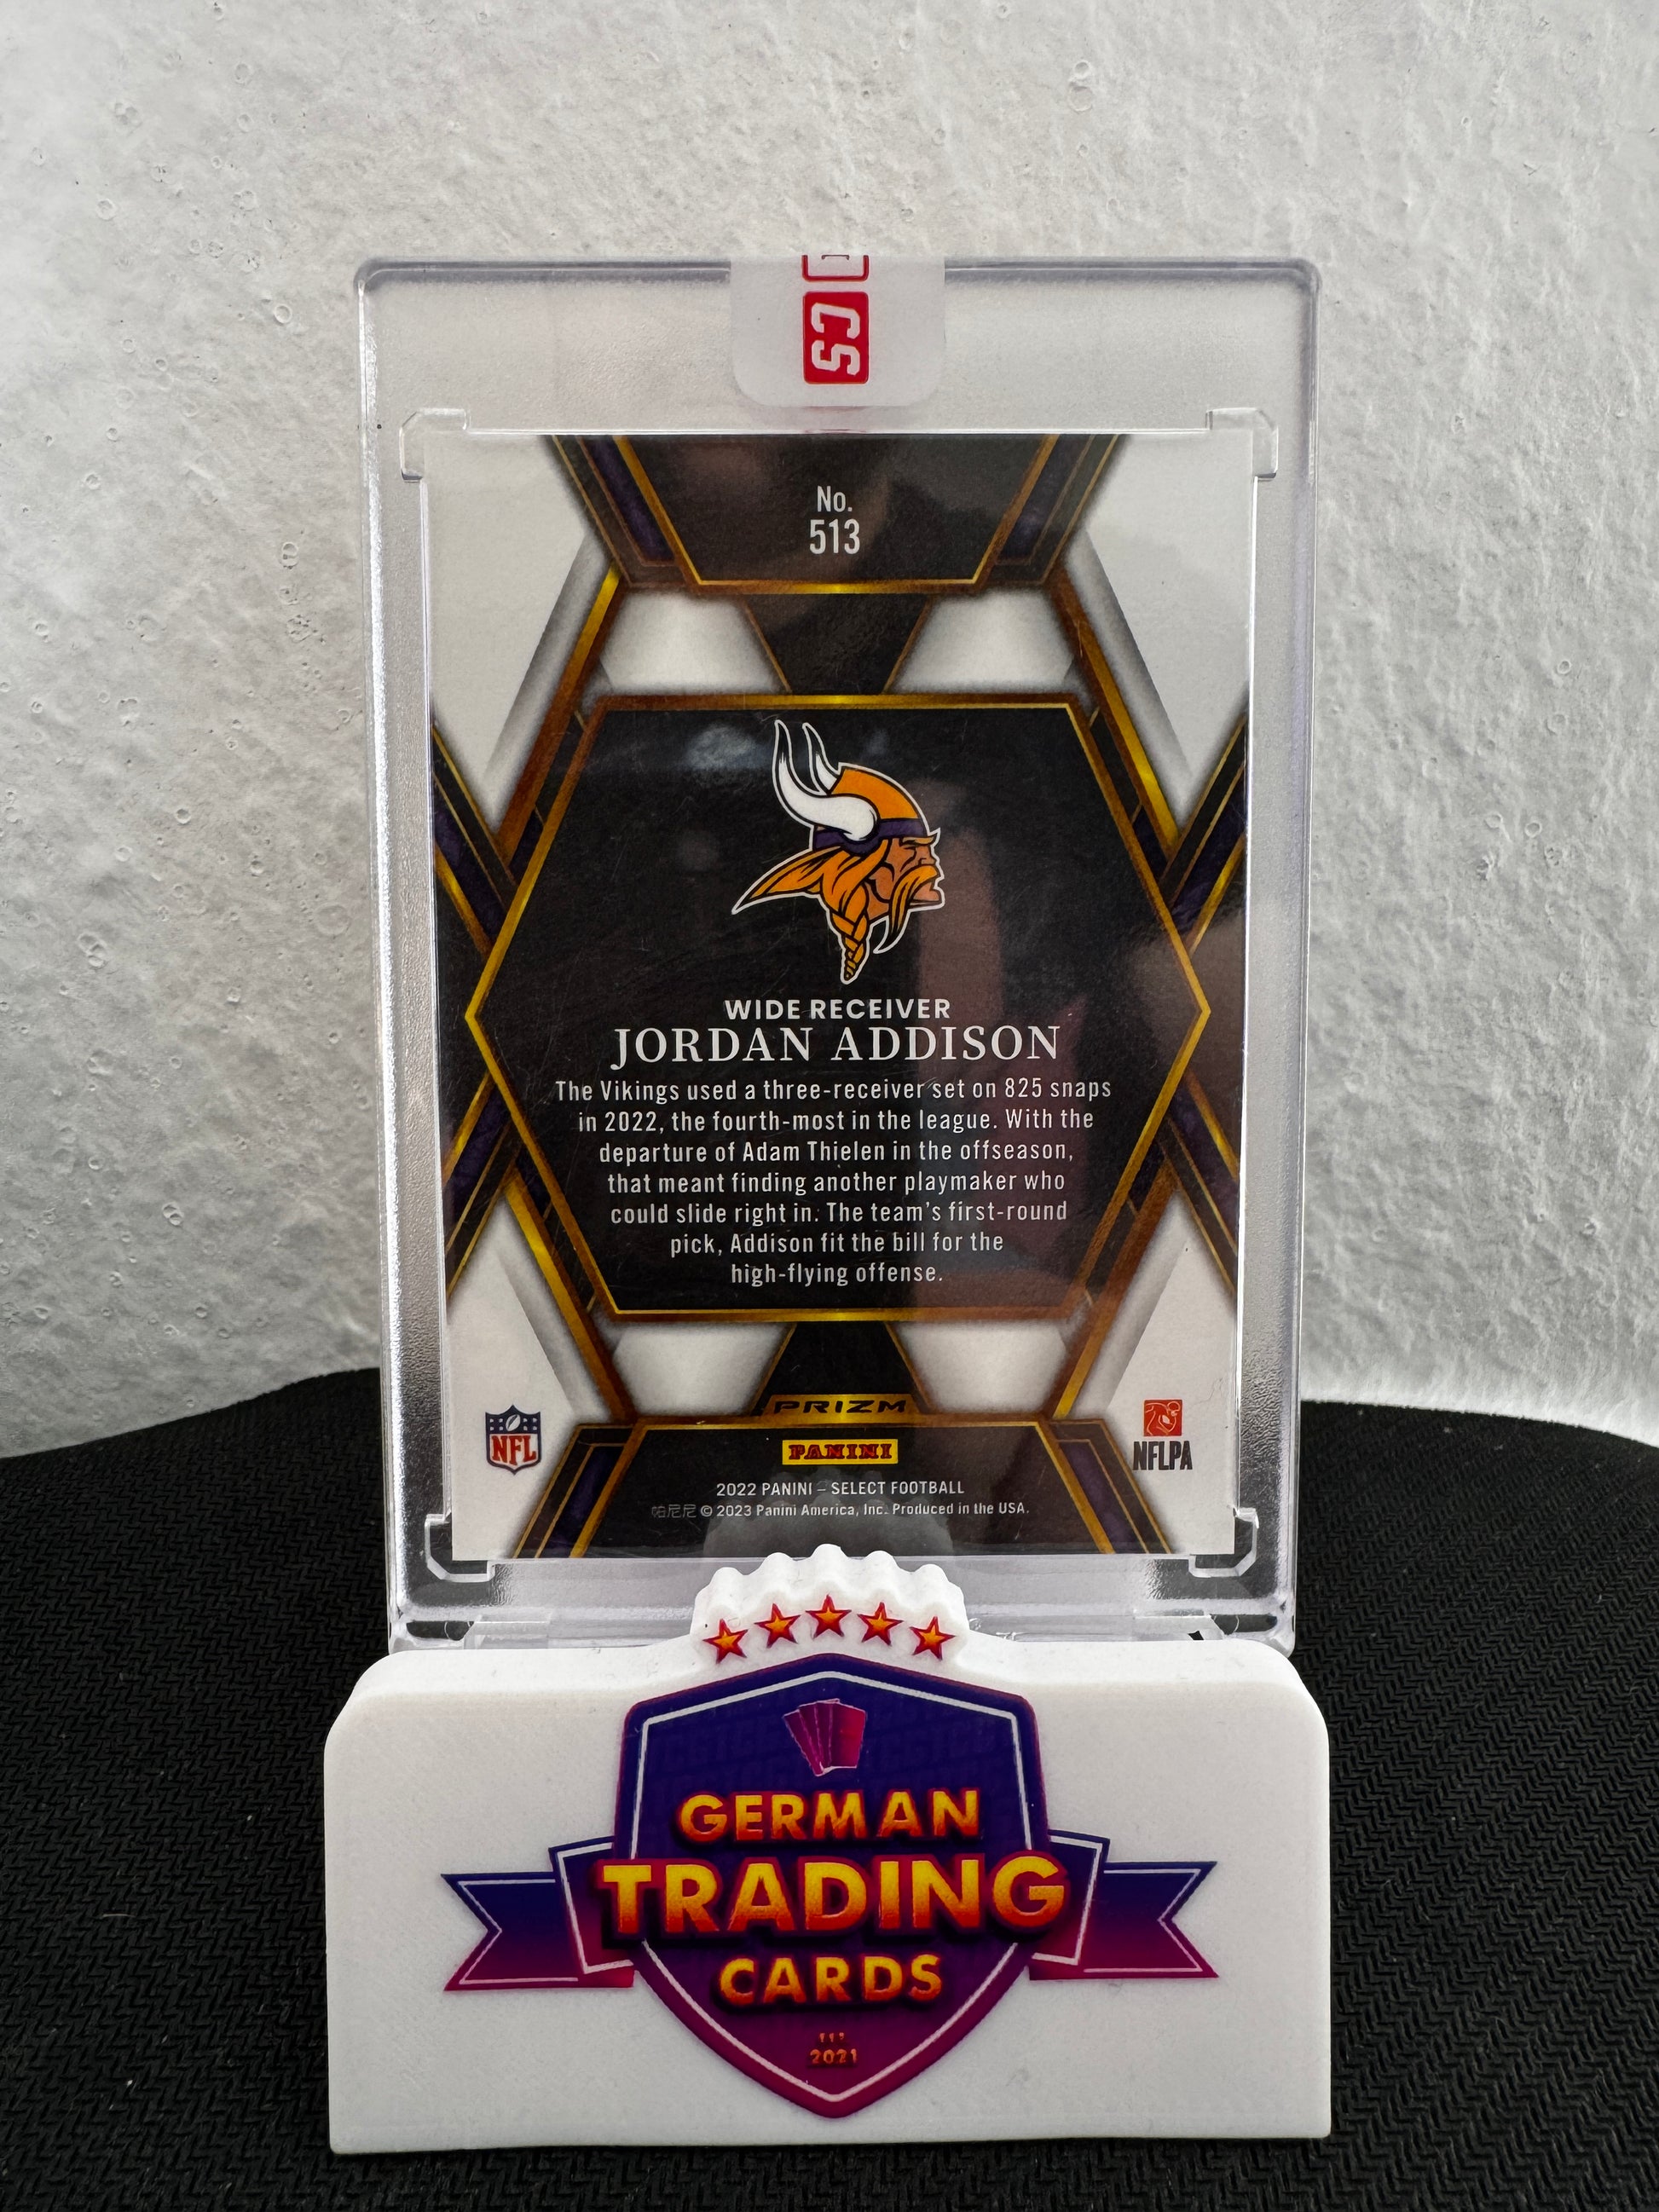 CS
No.
513
WIDE RECEIVER
JORDAN ADDISON
The Vikings used a three-receiver set on 825 snaps
in 2022, the fourth-most in the league. With the
departure of Adam Thielen in the offseason,
that meant finding another playmaker who
could slide right in. The team's first-round
pick, Addison fit the bill for the
high-flying offense.
PRIZM
NFL
PANINI
NFLPA
2022 PANINI – SELECT FOOTBALL
帕尼尼 © 2023 Panini America, Inc. Produced in the USA.
GERMAN
TRADING
CARDS
2021